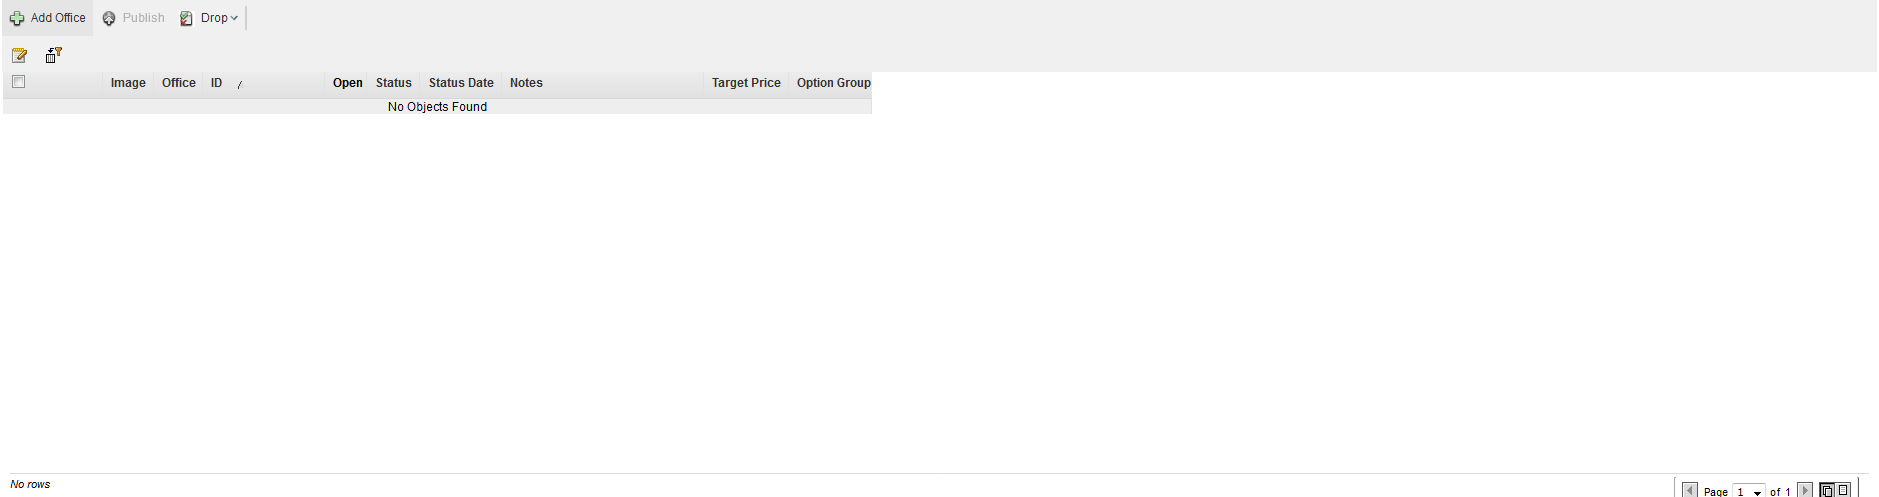 Add Office Publish Drop
Image Office ID Open Status Status Date Notes Target Price Option Group
No Objects Found
No rows
Page 1 of 1